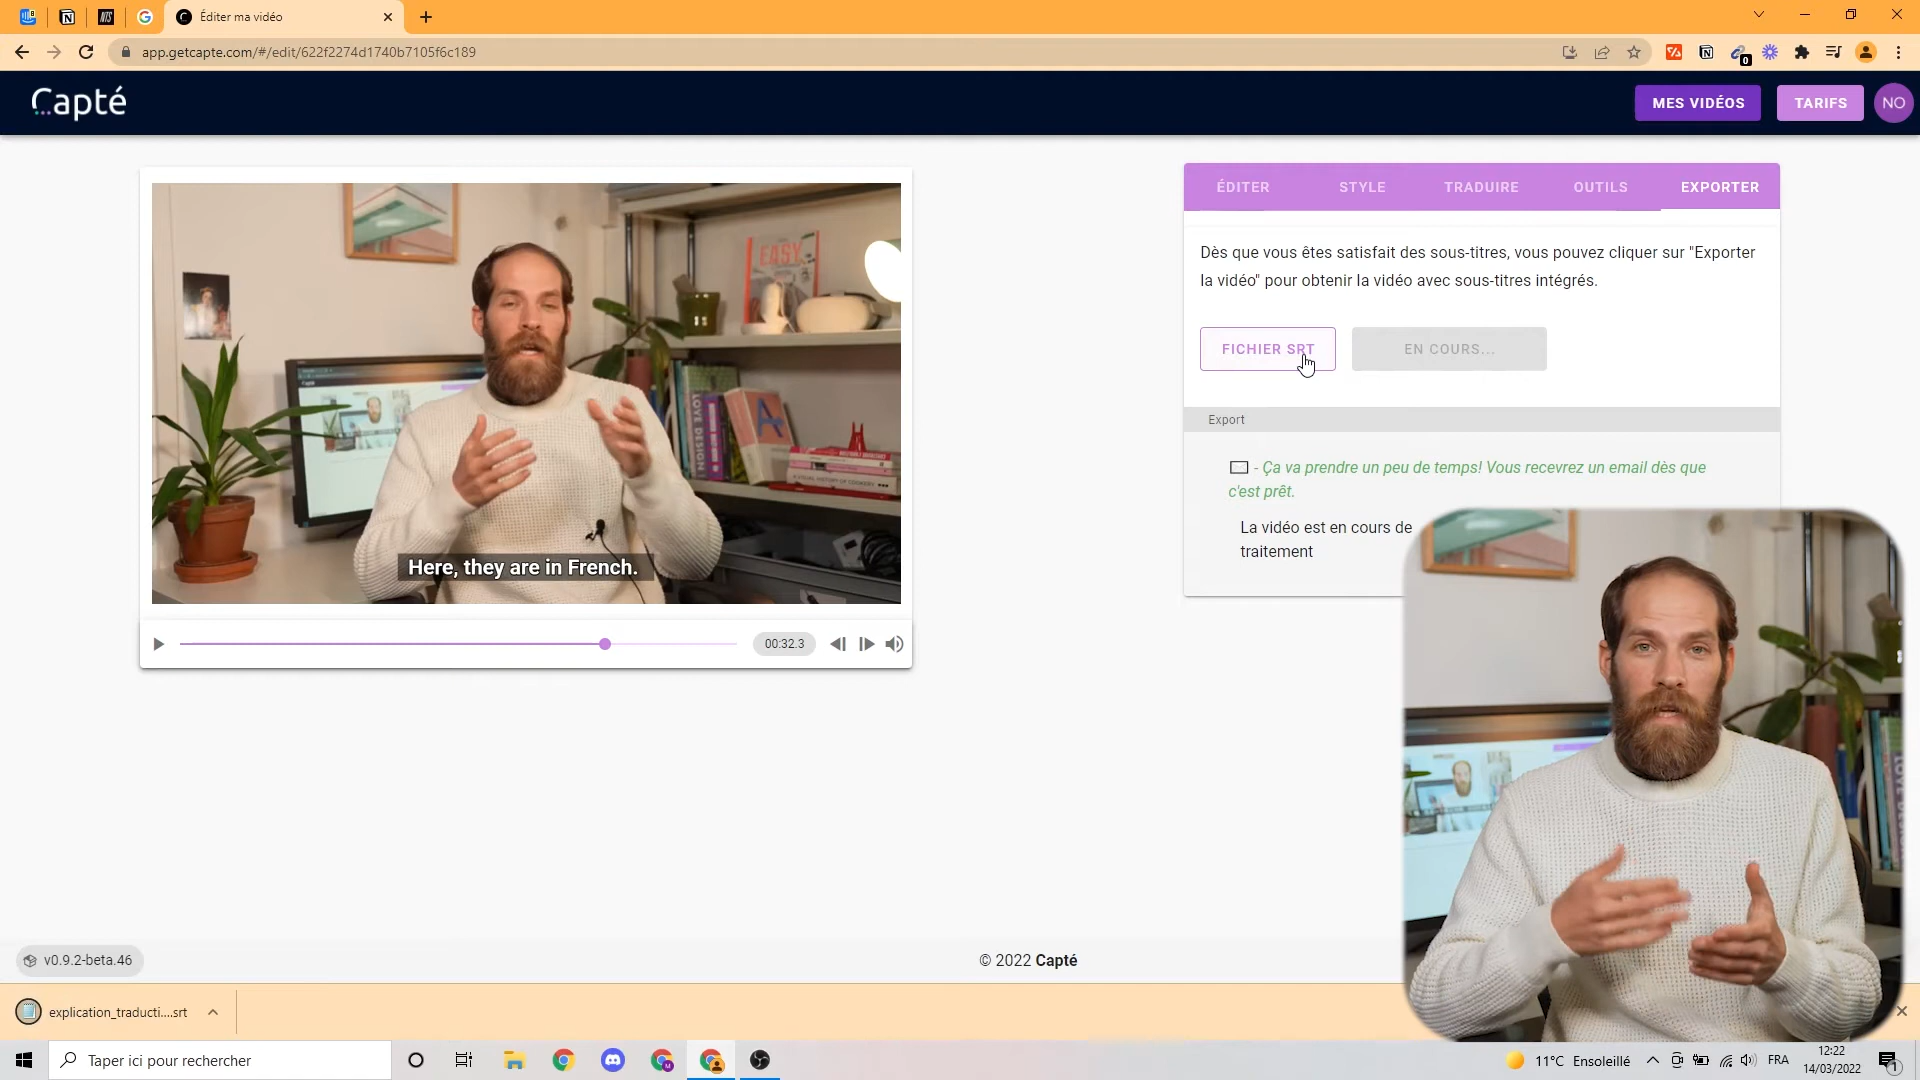 Éditer ma vidéo
app.getcapte.com/#/edit/622f2274d1740b7105f6c189
0
Capté
MES VIDÉOS
TARIFS
NO
ÉDITER
STYLE
TRADUIRE
OUTILS
EXPORTER
Dès que vous êtes satisfait des sous-titres, vous pouvez cliquer sur "Exporter
la vidéo" pour obtenir la vidéo avec sous-titres intégrés.
FICHIER SRT
EN COURS...
Export
- Ça va prendre un peu de temps! Vous recevrez un email dès que
c'est prêt.
La vidéo est en cours de
traitement
EASY
LOVE DESIGN
A
Here, they are in French.
00:32.3
v0.9.2-beta.46
© 2022 Capté
explication_traducti....srt
Taper ici pour rechercher
11°C Ensoleillé
FRA
12:22
14/03/2022
1